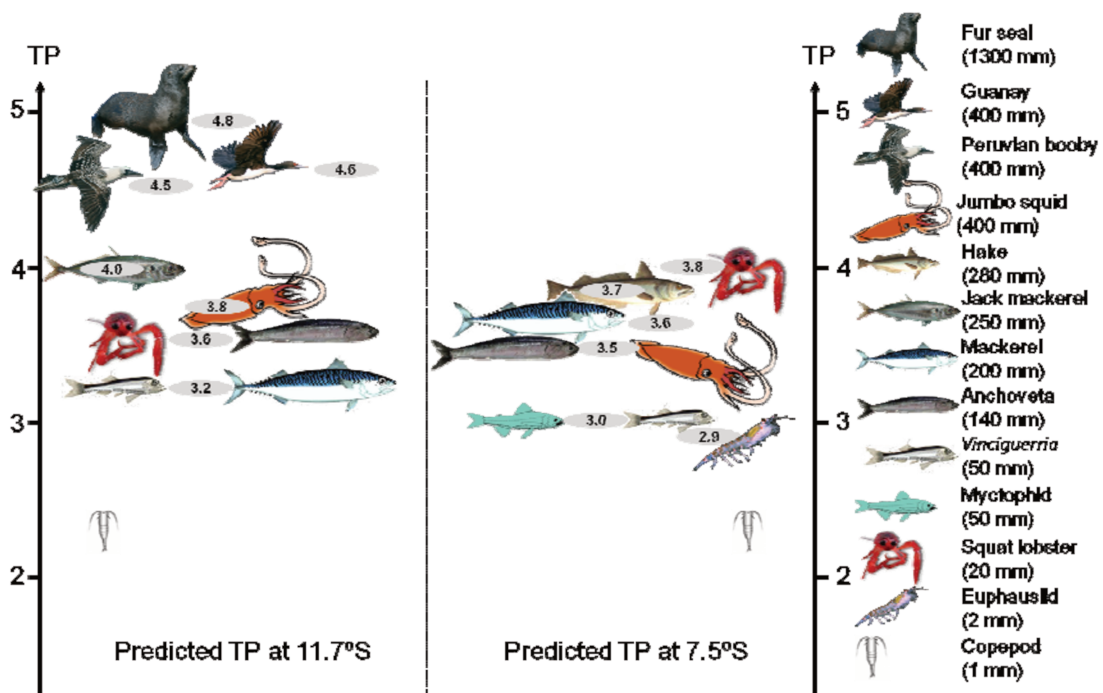 TP
5
4
3
2
4.8
4.6
4.5
4.0
3.8
3.6
3.2
Predicted TP at 11.7ºS
3.8
3.7
3.6
3.5
3.0
2.9
Predicted TP at 7.5ºS
TP
5
4
3
2
Fur seal
(1300 mm)
Guanay
(400 mm)
Peruvian booby
(400 mm)
Jumbo squid
(400 mm)
Hake
(280 mm)
Jack mackerel
(250 mm)
Mackerel
(200 mm)
Anchoveta
(140 mm)
Vinciguerria
(50 mm)
Myctophid
(50 mm)
Squat lobster
(20 mm)
Euphausiid
(2 mm)
Copepod
(1 mm)